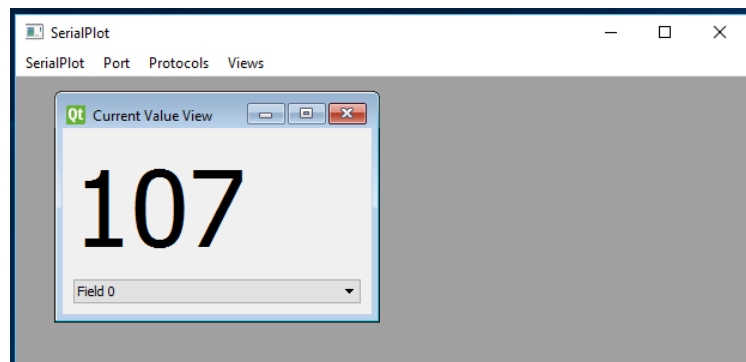 SerialPlot
SerialPlot Port Protocols Views
Qt Current Value View
107
Field 0